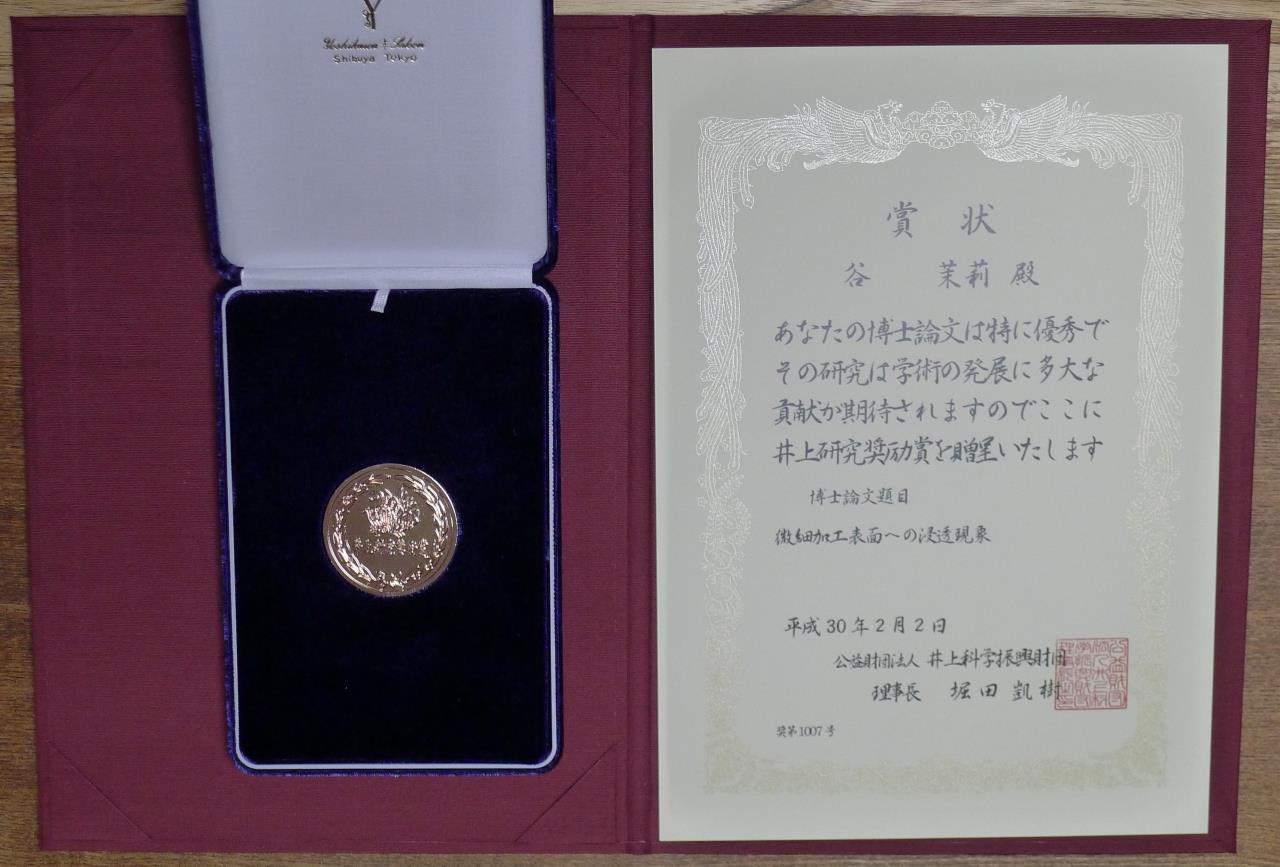 Yoshikawa & Sakon
Shibuya Tokyo
賞 状
谷 茉莉 殿
あなたの博士論文は特に優秀で
その研究は学術の発展に多大な
貢献が期待されますのでここに
井上研究奨励賞を贈呈いたします
博士論文題目
微細加工表面への浸透現象
平成30年2月2日
公益財団法人 井上科学振興財団
理事長 堀田凱樹
奨第1007号